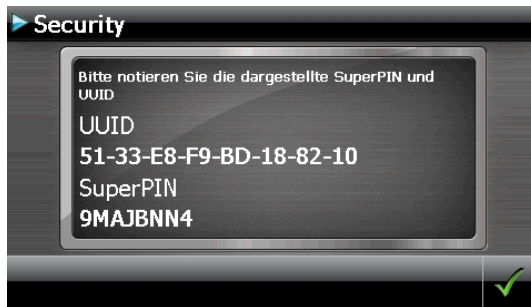 Security
Bitte notieren Sie die dargestellte SuperPIN und
UUID
UUID
51-33-E8-F9-BD-18-82-10
SuperPIN
9MAJBNN4